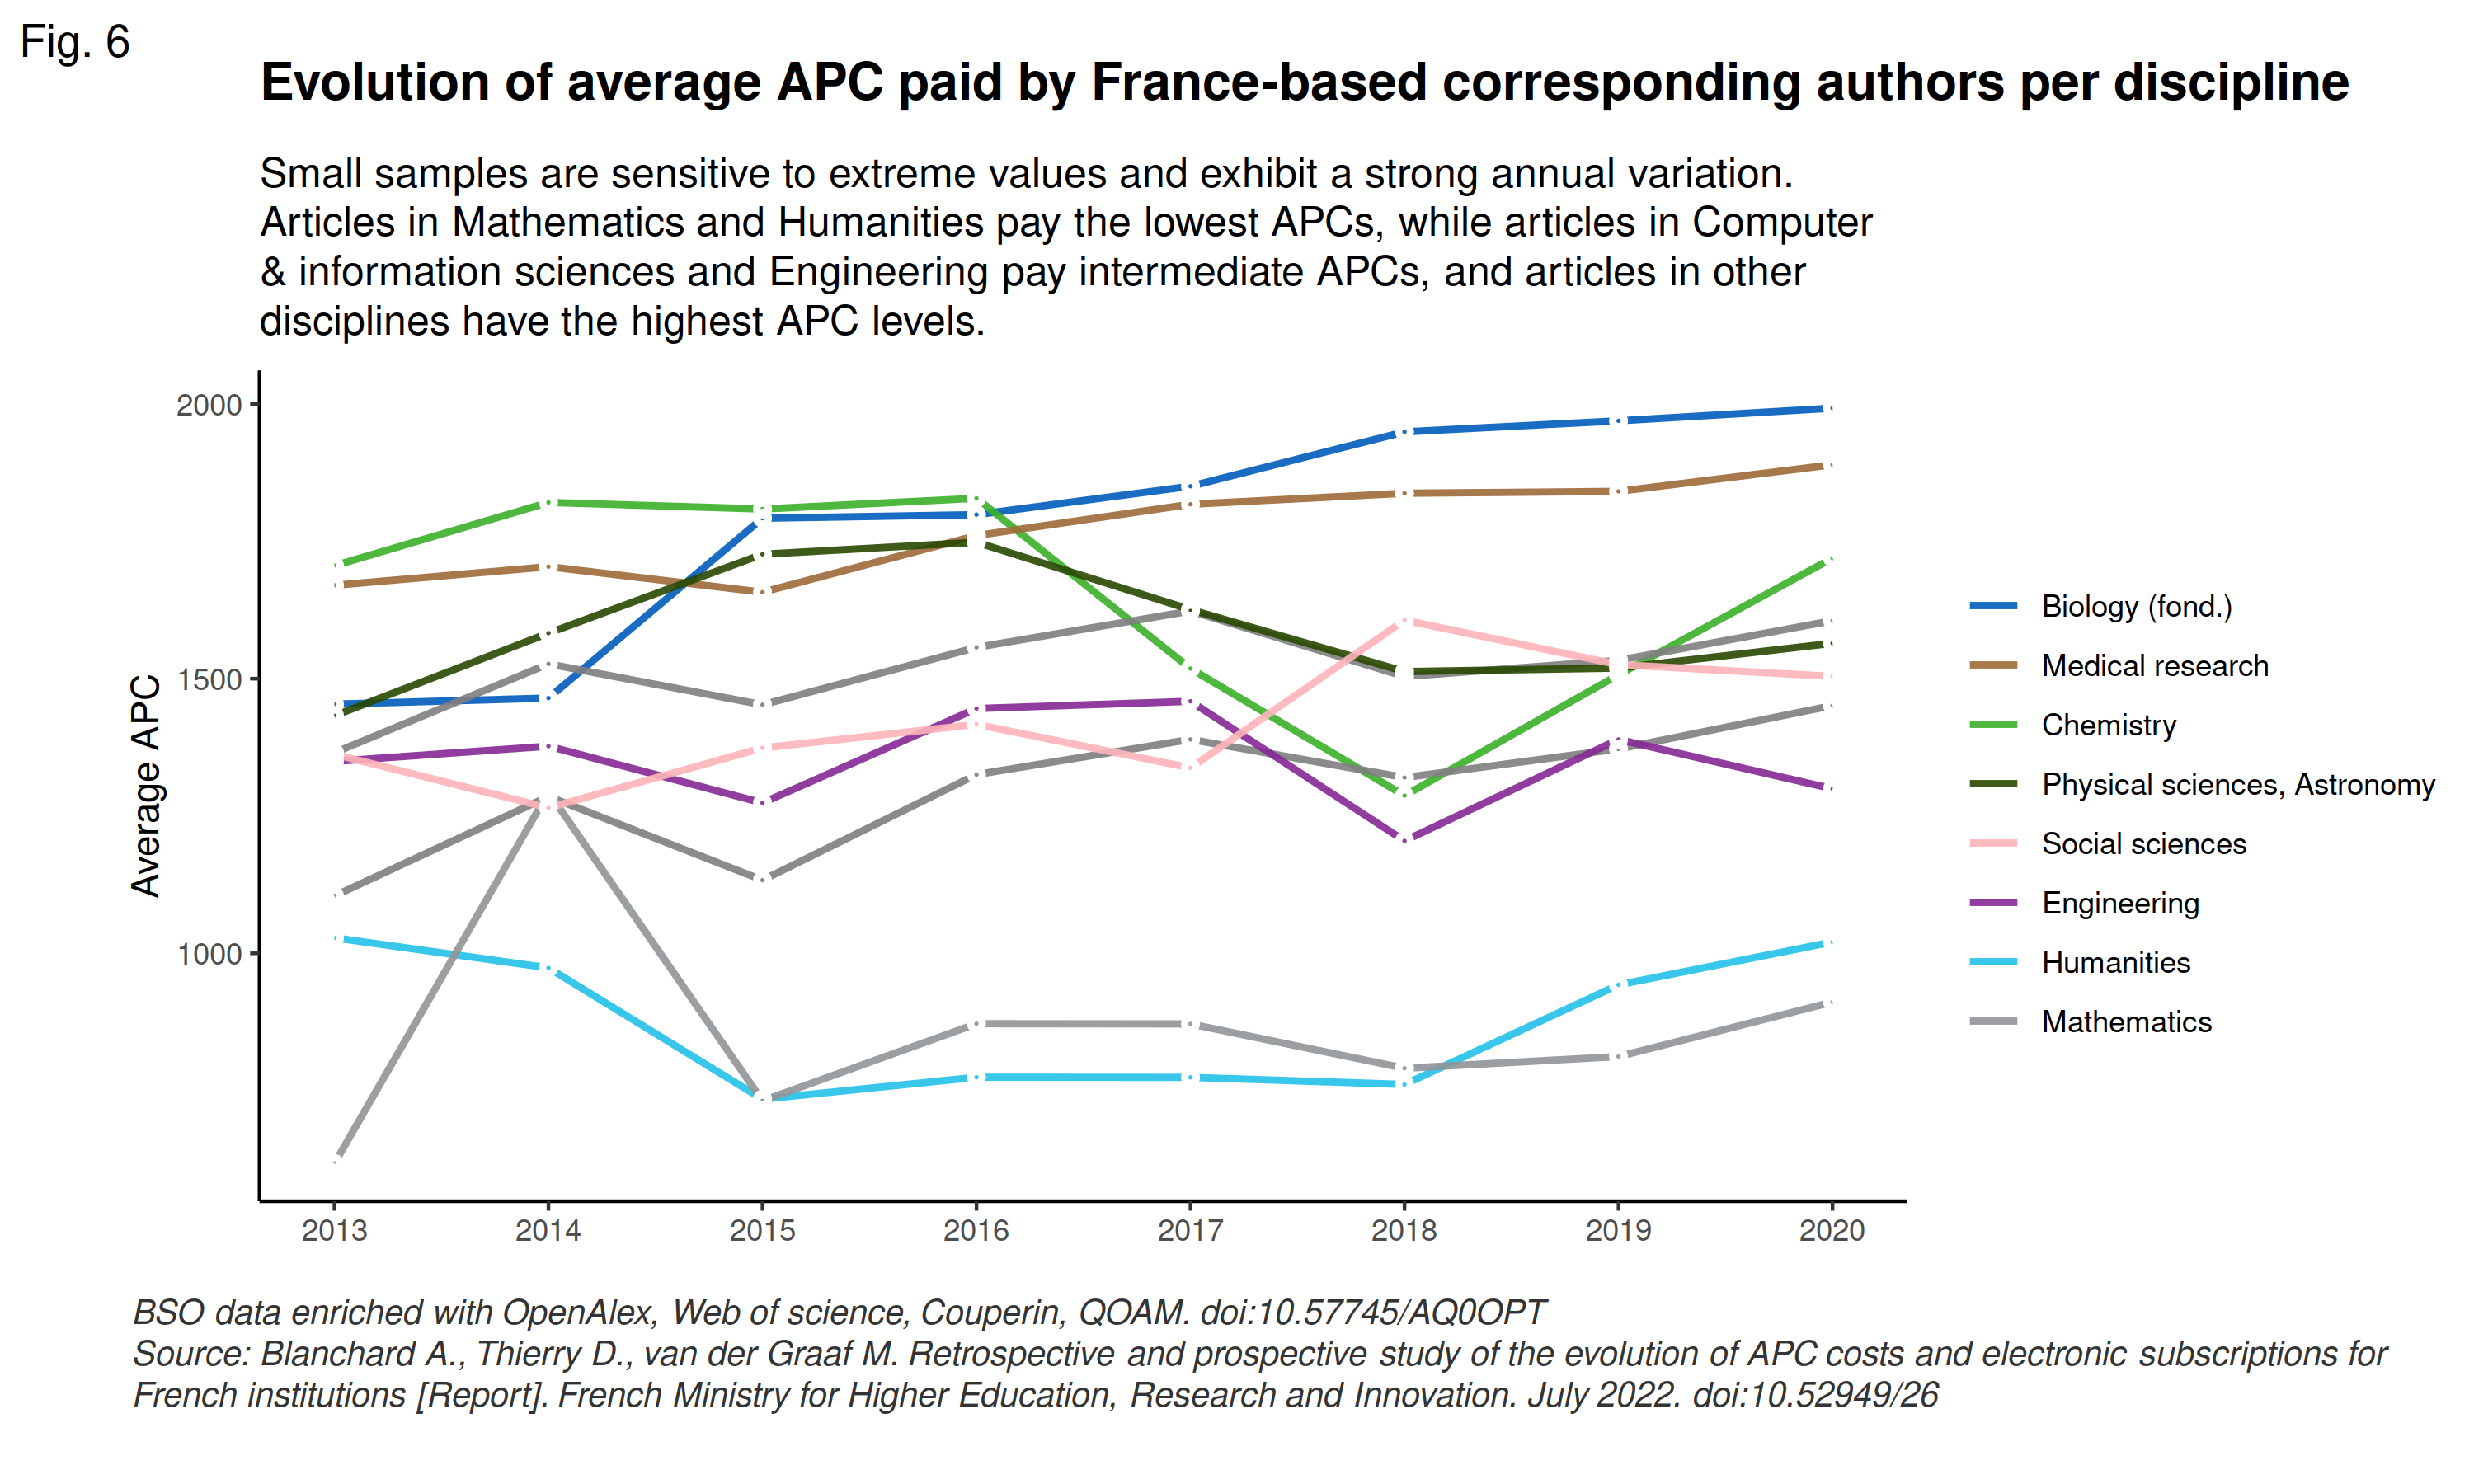 Fig. 6
Evolution of average APC paid by France-based corresponding authors per discipline
Small samples are sensitive to extreme values and exhibit a strong annual variation.
Articles in Mathematics and Humanities pay the lowest APCs, while articles in Computer
& information sciences and Engineering pay intermediate APCs, and articles in other
disciplines have the highest APC levels.
2000
1500
1000
Average APC
Biology (fond.)
Medical research
Chemistry
Physical sciences, Astronomy
Social sciences
Engineering
Humanities
Mathematics
2013 2014 2015 2016 2017 2018 2019 2020
BSO data enriched with OpenAlex, Web of science, Couperin, QOAM. doi:10.57745/AQ0OPT
Source: Blanchard A., Thierry D., van der Graaf M. Retrospective and prospective study of the evolution of APC costs and electronic subscriptions for
French institutions [Report]. French Ministry for Higher Education, Research and Innovation. July 2022. doi:10.52949/26